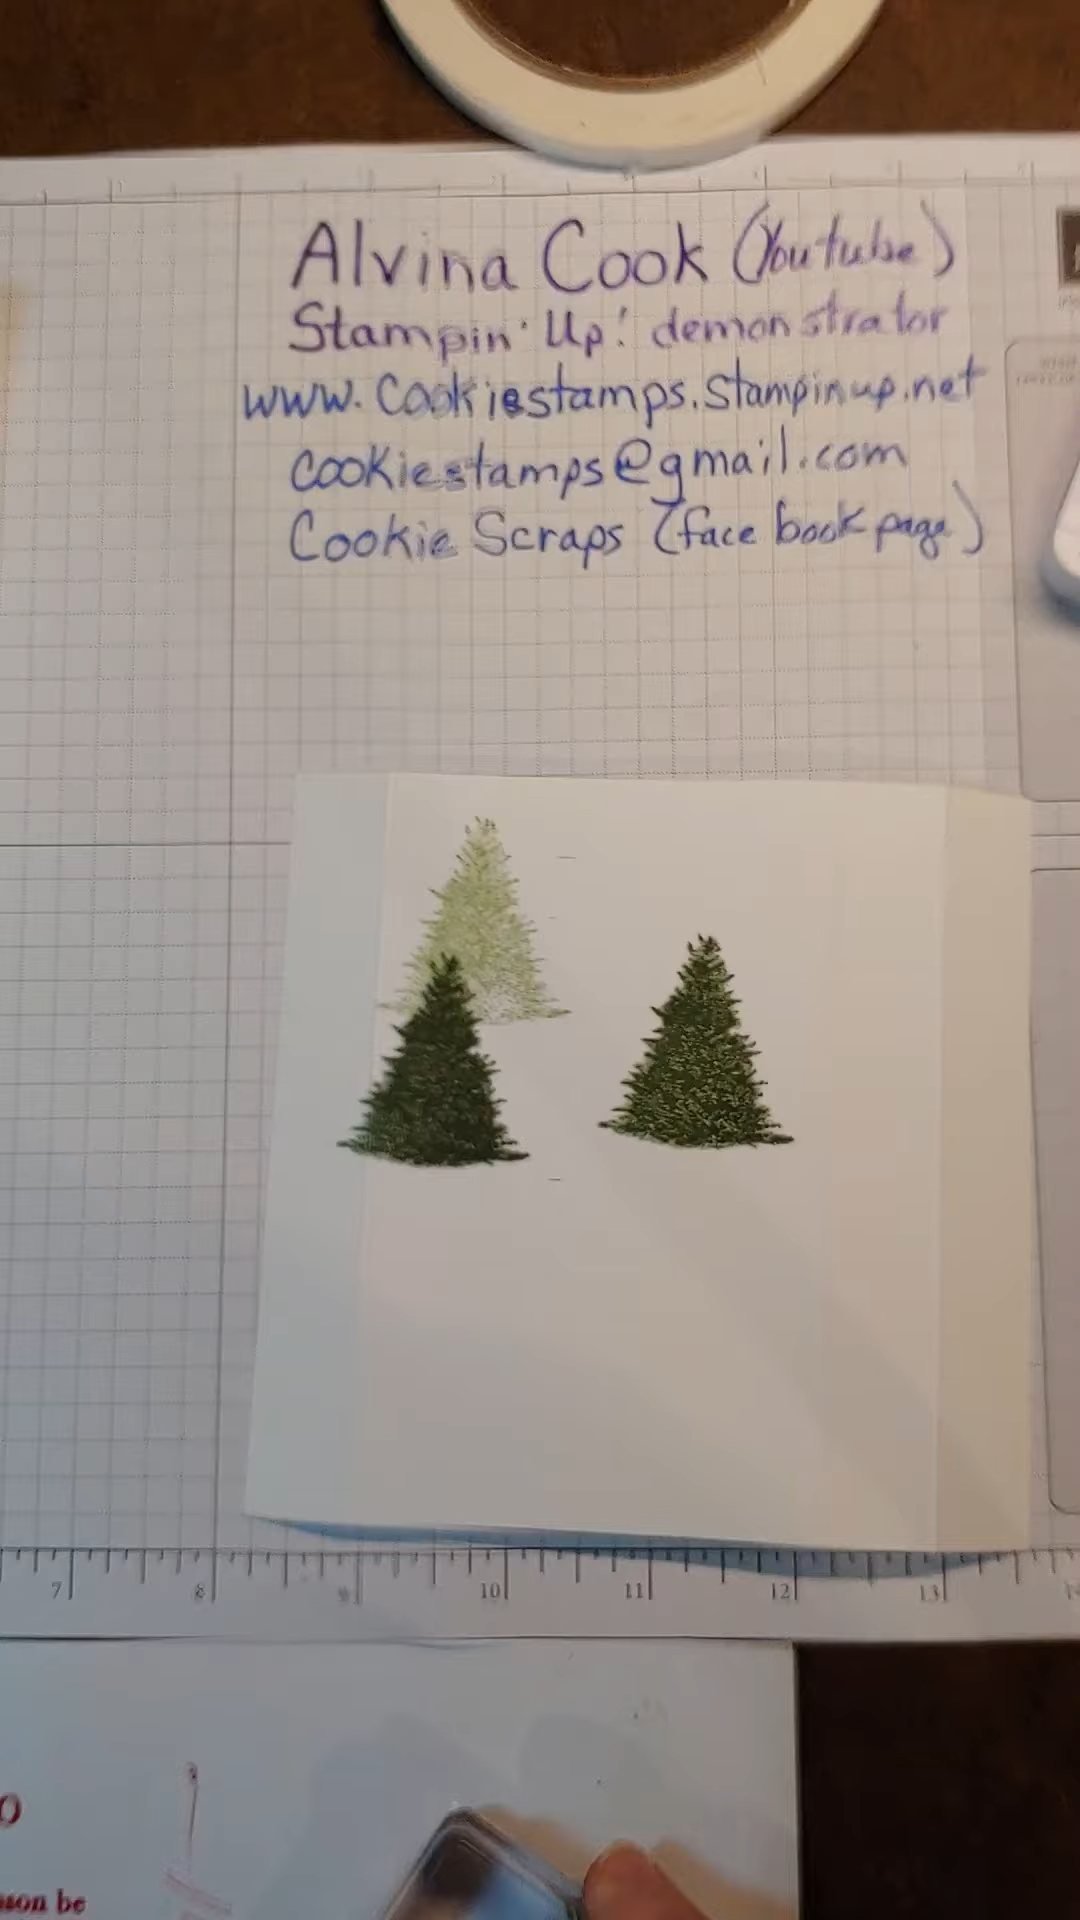 Alvina Cook (Youtube)
Stampin' Up! demonstrator
www.Cookiestamps.stampinup.net
cookiestamps@gmail.com
Cookie Scraps (face book page)
7 8 9 10 11 12 13
be